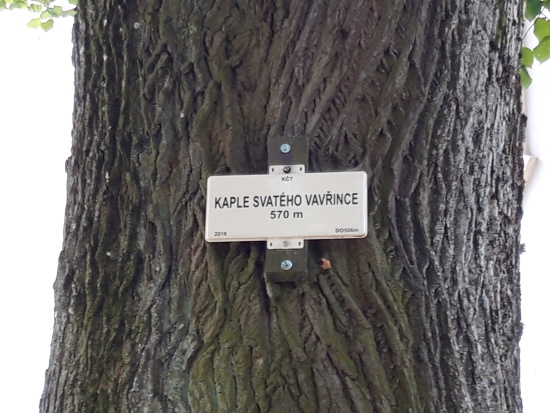 KČT
KAPLE SVATÉHO VAVŘINCE
570 m
2018 DO506m